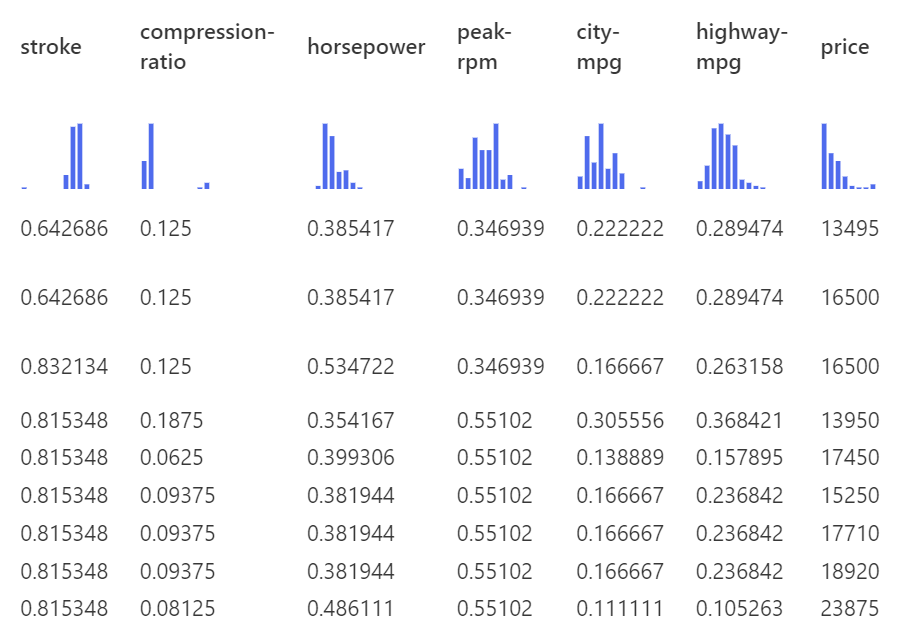 stroke compression-ratio horsepower peak-rpm city-mpg highway-mpg price
0.642686 0.125 0.385417 0.346939 0.222222 0.289474 13495
0.642686 0.125 0.385417 0.346939 0.222222 0.289474 16500
0.832134 0.125 0.534722 0.346939 0.166667 0.263158 16500
0.815348 0.1875 0.354167 0.55102 0.305556 0.368421 13950
0.815348 0.0625 0.399306 0.55102 0.138889 0.157895 17450
0.815348 0.09375 0.381944 0.55102 0.166667 0.236842 15250
0.815348 0.09375 0.381944 0.55102 0.166667 0.236842 17710
0.815348 0.09375 0.381944 0.55102 0.166667 0.236842 18920
0.815348 0.08125 0.486111 0.55102 0.111111 0.105263 23875